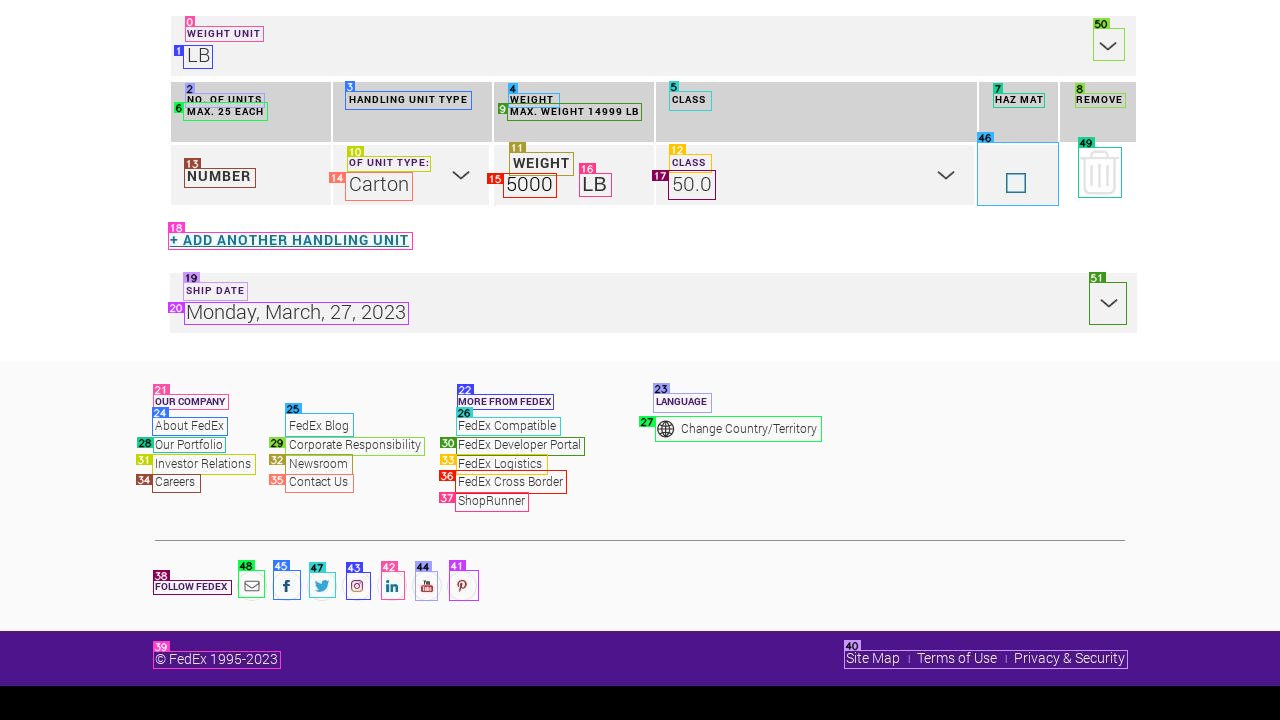 WEIGHT UNIT
LB
NO. OF UNITS
MAX. 25 EACH
HANDLING UNIT TYPE
WEIGHT
MAX. WEIGHT 14999 LB
CLASS
HAZ MAT
REMOVE
NUMBER
OF UNIT TYPE:
Carton
WEIGHT
5000 LB
CLASS
50.0
+ ADD ANOTHER HANDLING UNIT
SHIP DATE
Monday, March, 27, 2023
OUR COMPANY
About FedEx
Our Portfolio
Investor Relations
Careers
FedEx Blog
Corporate Responsibility
Newsroom
Contact Us
MORE FROM FEDEX
FedEx Compatible
FedEx Developer Portal
FedEx Logistics
FedEx Cross Border
ShopRunner
LANGUAGE
Change Country/Territory
FOLLOW FEDEX
© FedEx 1995-2023
Site Map | Terms of Use | Privacy & Security
0
1
2
3
4
5
6
7
8
9
10
11
12
13
14
15
16
17
18
19
20
21
22
23
24
25
26
27
28
29
30
31
32
33
34
35
36
37
38
39
40
41
42
43
44
45
46
47
48
49
50
51